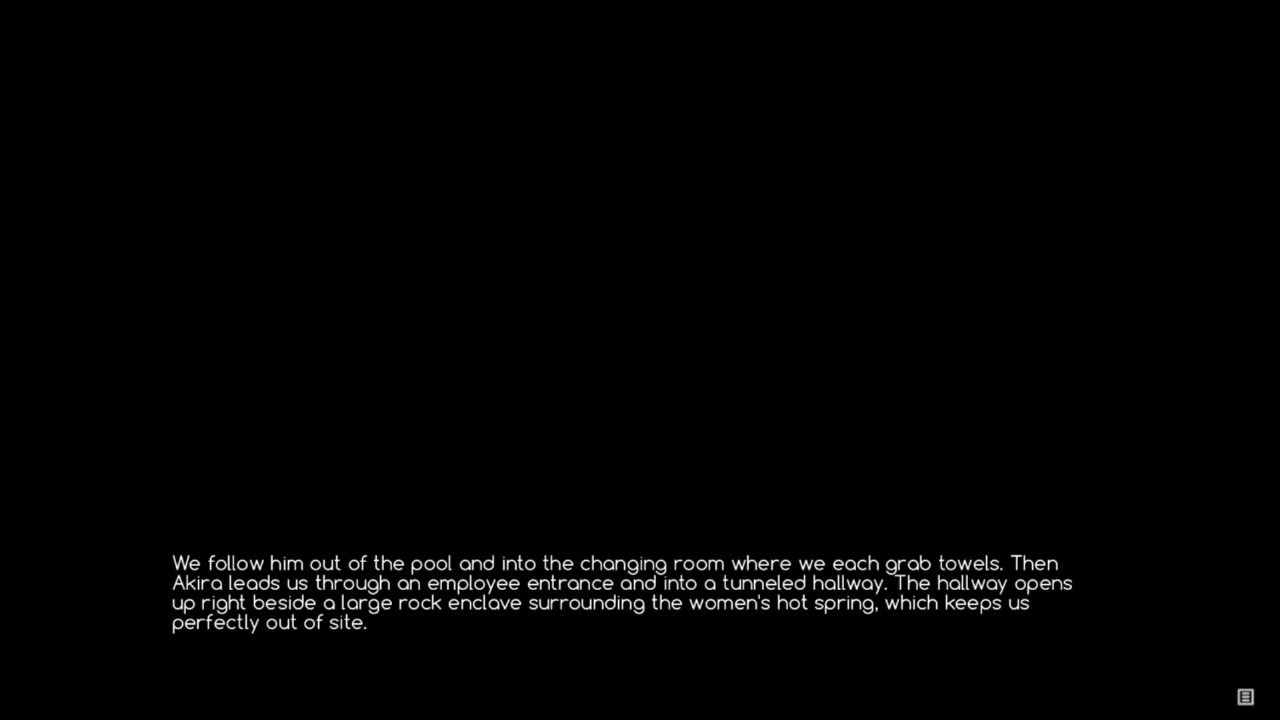 We follow him out of the pool and into the changing room where we each grab towels. Then
Akira leads us through an employee entrance and into a tunneled hallway. The hallway opens
up right beside a large rock enclave surrounding the women's hot spring, which keeps us
perfectly out of site.